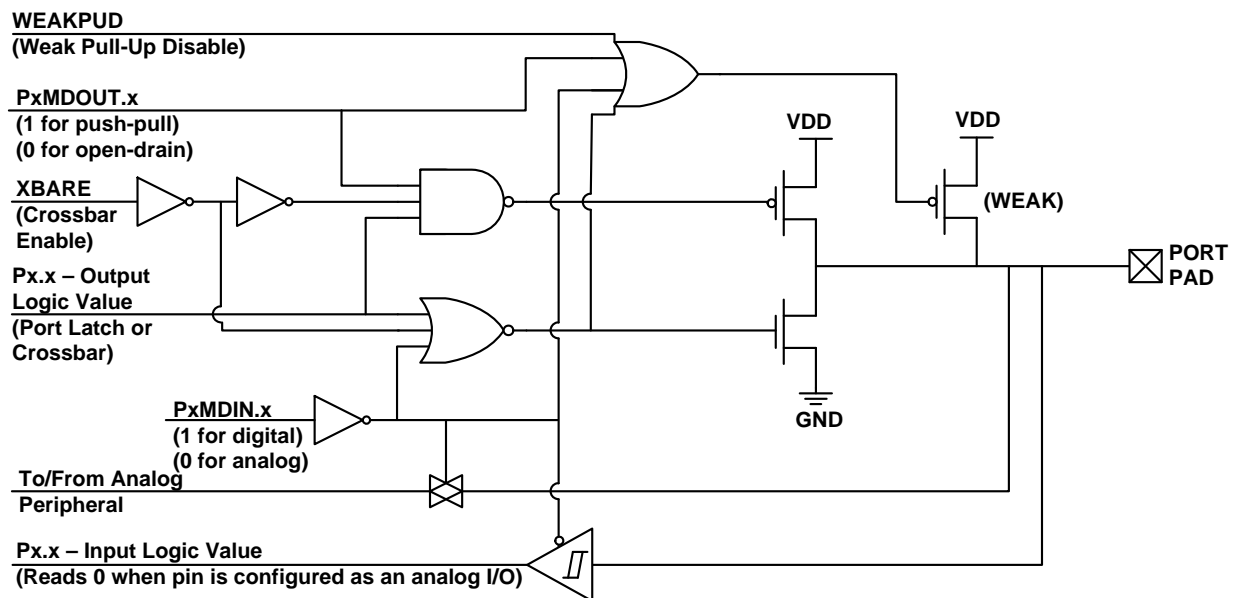 WEAKPUD
(Weak Pull-Up Disable)
PxMDOUT.x
(1 for push-pull)
(0 for open-drain)
XBARE
(Crossbar
Enable)
Px.x – Output
Logic Value
(Port Latch or
Crossbar)
PxMDIN.x
(1 for digital)
(0 for analog)
To/From Analog
Peripheral
Px.x – Input Logic Value
(Reads 0 when pin is configured as an analog I/O)
VDD
VDD
(WEAK)
PORT
PAD
GND